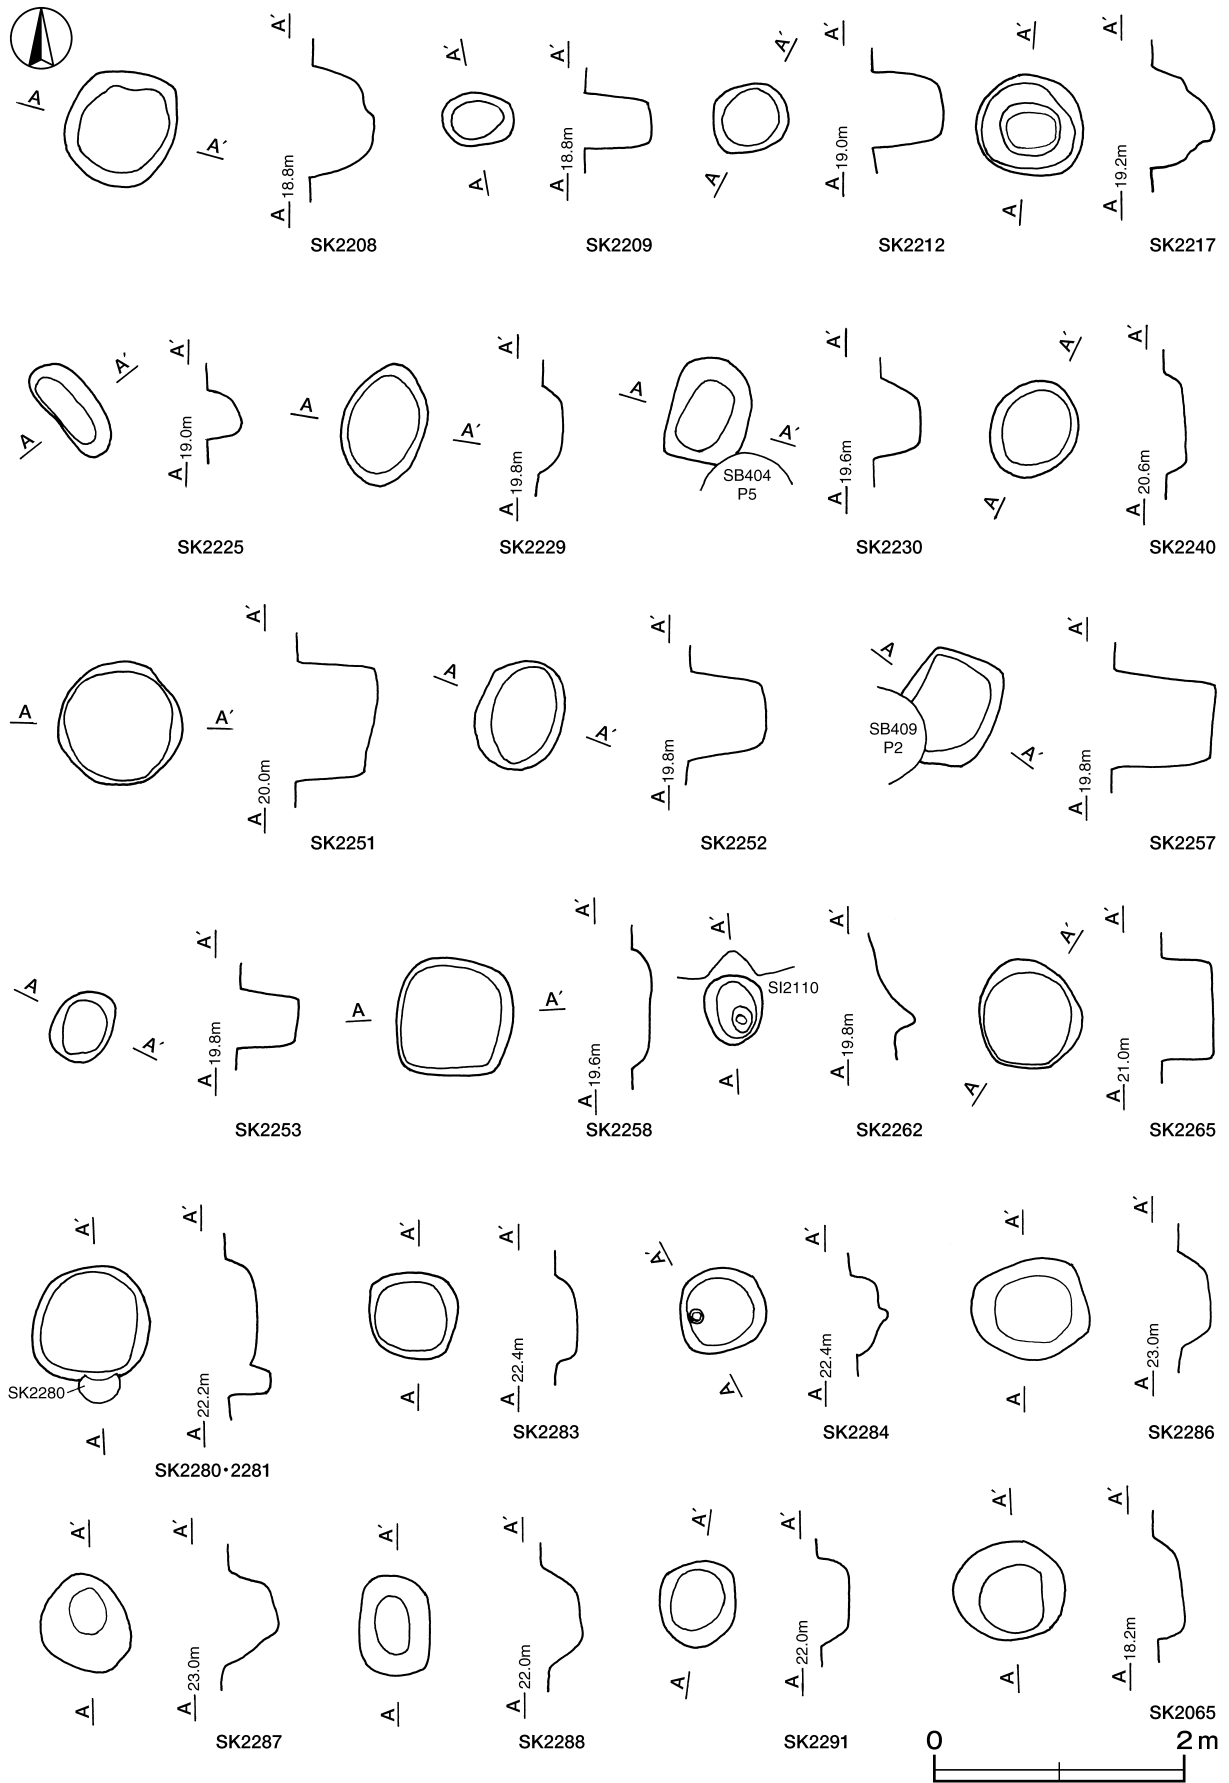 A A´ A´ A 18.8m SK2208
A´ A A´ A 18.8m SK2209
A´ A A´ A 19.0m SK2212
A´ A A´ A 19.2m SK2217
A A´ A´ A 19.0m SK2225
A A´ A´ A 19.8m SK2229
A A´ SB404
P5
A´ A 19.6m SK2230
A´ A A´ A 20.6m SK2240
A A´ A´ A 20.0m SK2251
A A´ A´ A 19.8m SK2252
A A´ SB409
P2
A´ A 19.8m SK2257
A A´ A´ A 19.8m SK2253
A A´ A´ A 19.6m SK2258
A´ SI2110 A A´ A 19.8m SK2262
A´ A A´ A 21.0m SK2265
A´ SK2280 A A´ A 22.2m SK2280・2281
A´ A A´ A 22.4m SK2283
A´ A A´ A 22.4m SK2284
A´ A A´ A 23.0m SK2286
A´ A A´ A 23.0m SK2287
A´ A A´ A 22.0m SK2288
A´ A A´ A 22.0m SK2291
A´ A A´ A 18.2m SK2065
0 2m